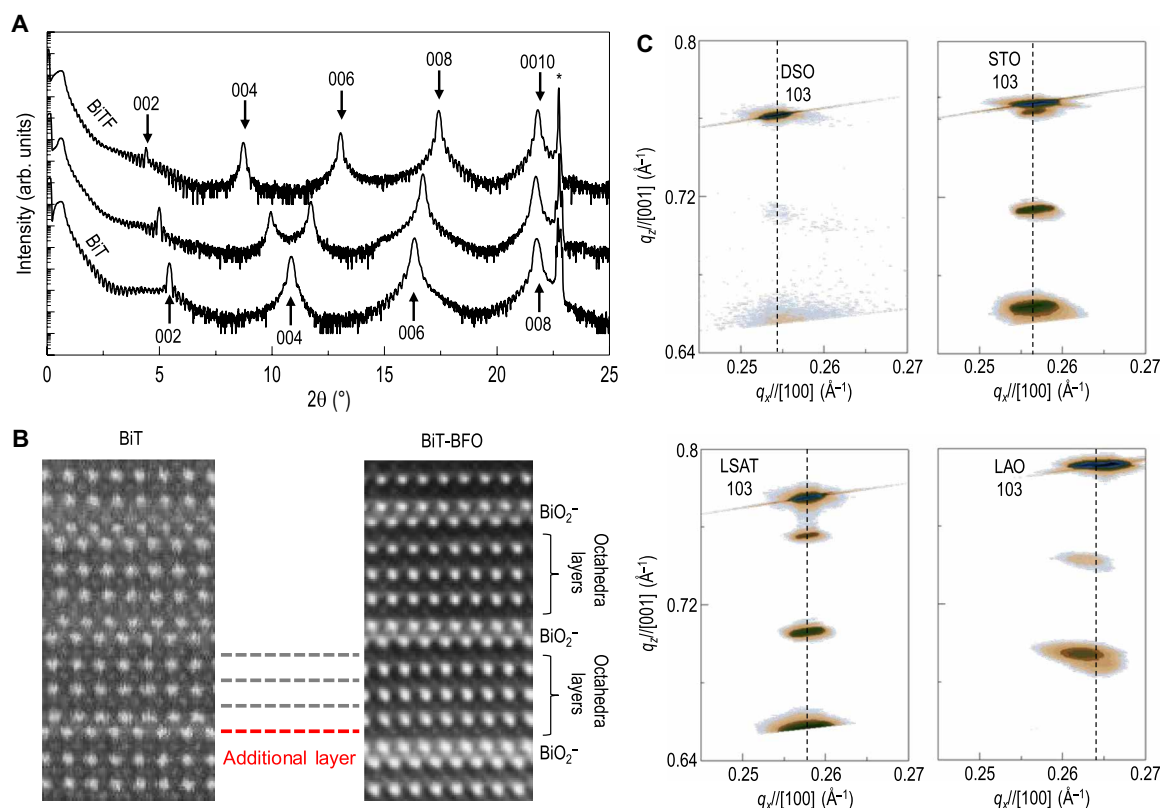 A
Intensity (arb. units)
BiTF
BiT
002
004
006
008
0010
*
002
004
006
008
0
5
10
15
20
25
2θ (°)
B
BiT
BiT-BFO
Additional layer
BiO₂⁻
Octahedra
layers
BiO₂⁻
Octahedra
layers
BiO₂⁻
C
0.8
0.72
0.64
qz//[001] (Å⁻¹)
DSO
103
0.25
0.26
0.27
qx//[100] (Å⁻¹)
STO
103
0.25
0.26
0.27
qx//[100] (Å⁻¹)
0.8
0.72
0.64
qz//[001] (Å⁻¹)
LSAT
103
0.25
0.26
0.27
qx//[100] (Å⁻¹)
LAO
103
0.25
0.26
0.27
qx//[100] (Å⁻¹)